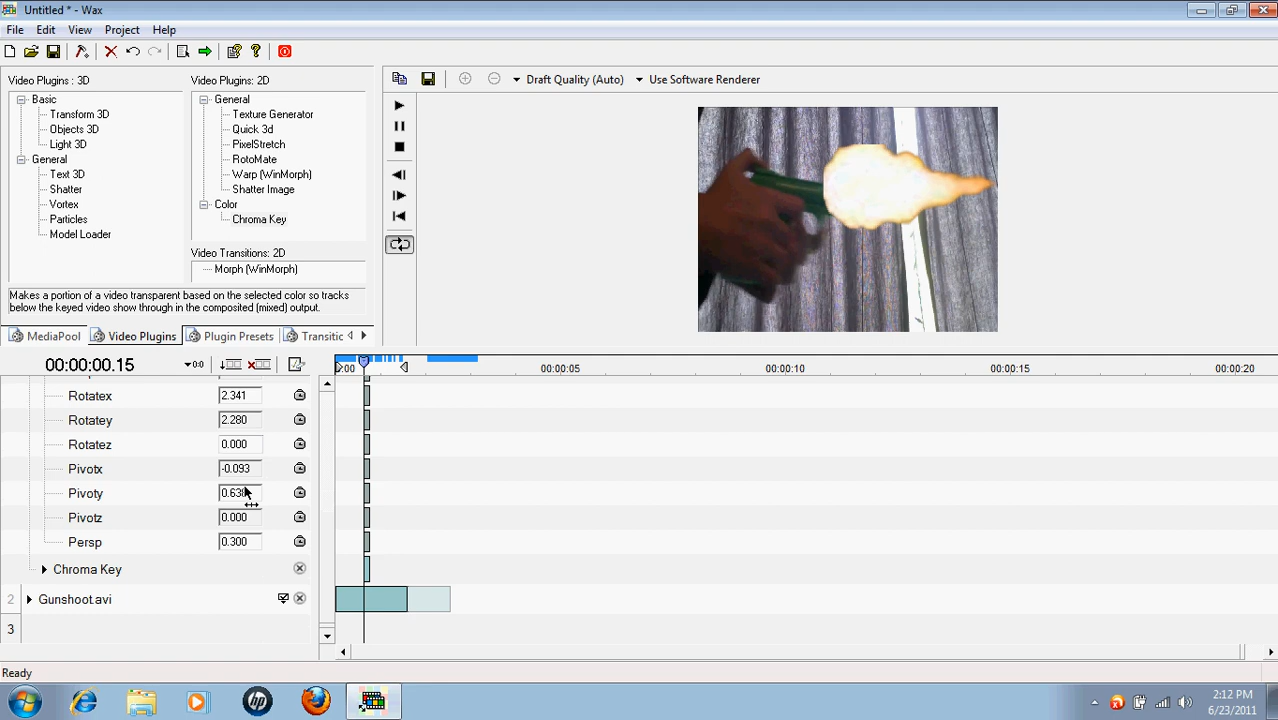 Untitled * - Wax
File Edit View Project Help
Video Plugins : 3D
Basic
Transform 3D
Objects 3D
Light 3D
General
Text 3D
Shatter
Vortex
Particles
Model Loader
Video Plugins: 2D
General
Texture Generator
Quick 3d
PixelStretch
RotoMate
Warp (WinMorph)
Shatter Image
Color
Chroma Key
Video Transitions: 2D
Morph (WinMorph)
Makes a portion of a video transparent based on the selected color so tracks
below the keyed video show through in the composited (mixed) output.
MediaPool Video Plugins Plugin Presets Transitic
Draft Quality (Auto) Use Software Renderer
00:00:00.15 0:0
:00 00:00:05 00:00:10 00:00:15 00:00:20
Rotatex 2.341
Rotatey 2.280
Rotatez 0.000
Pivotx -0.093
Pivoty 0.630
Pivotz 0.000
Persp 0.300
Chroma Key
2 Gunshoot.avi
3
Ready
hp
2:12 PM
6/23/2011